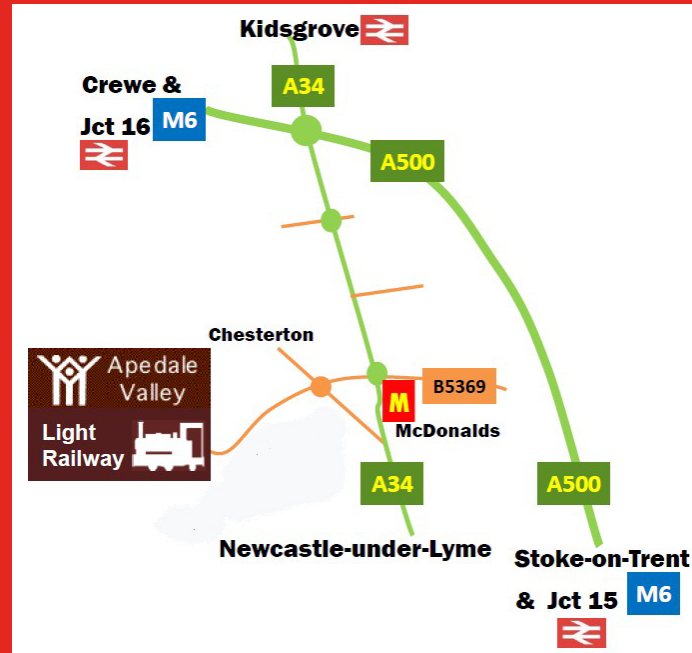 Kidsgrove
A34
Crewe &
Jct 16 M6
A500
Chesterton
Apedale
Valley
Light
Railway
B5369
M
McDonalds
A34
A500
Newcastle-under-Lyme
Stoke-on-Trent
& Jct 15 M6